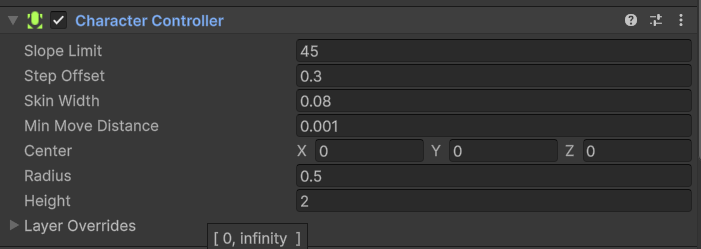 Character Controller
Slope Limit 45
Step Offset 0.3
Skin Width 0.08
Min Move Distance 0.001
Center X 0 Y 0 Z 0
Radius 0.5
Height 2
Layer Overrides
[ 0, infinity ]